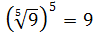 (⁵√9)⁵ = 9